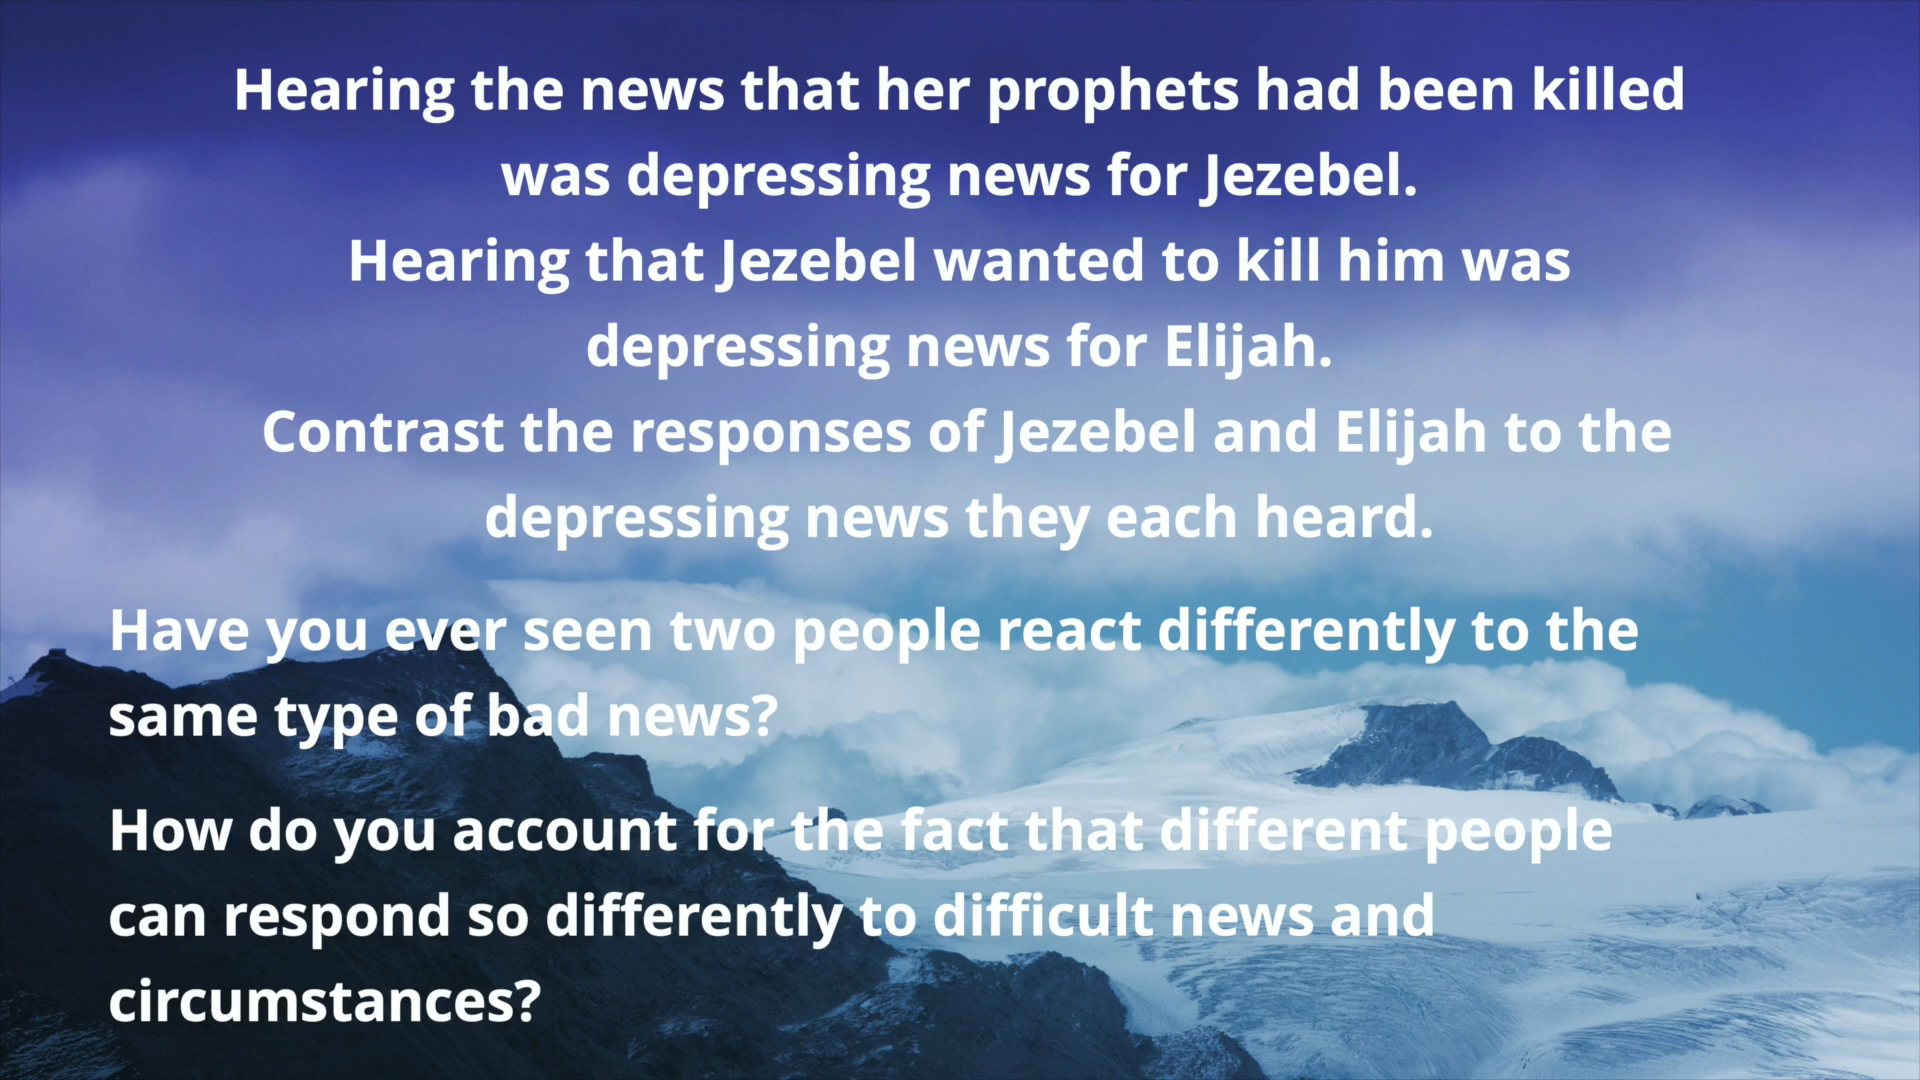 Hearing the news that her prophets had been killed
was depressing news for Jezebel.
Hearing that Jezebel wanted to kill him was
depressing news for Elijah.
Contrast the responses of Jezebel and Elijah to the
depressing news they each heard.
Have you ever seen two people react differently to the
same type of bad news?
How do you account for the fact that different people
can respond so differently to difficult news and
circumstances?